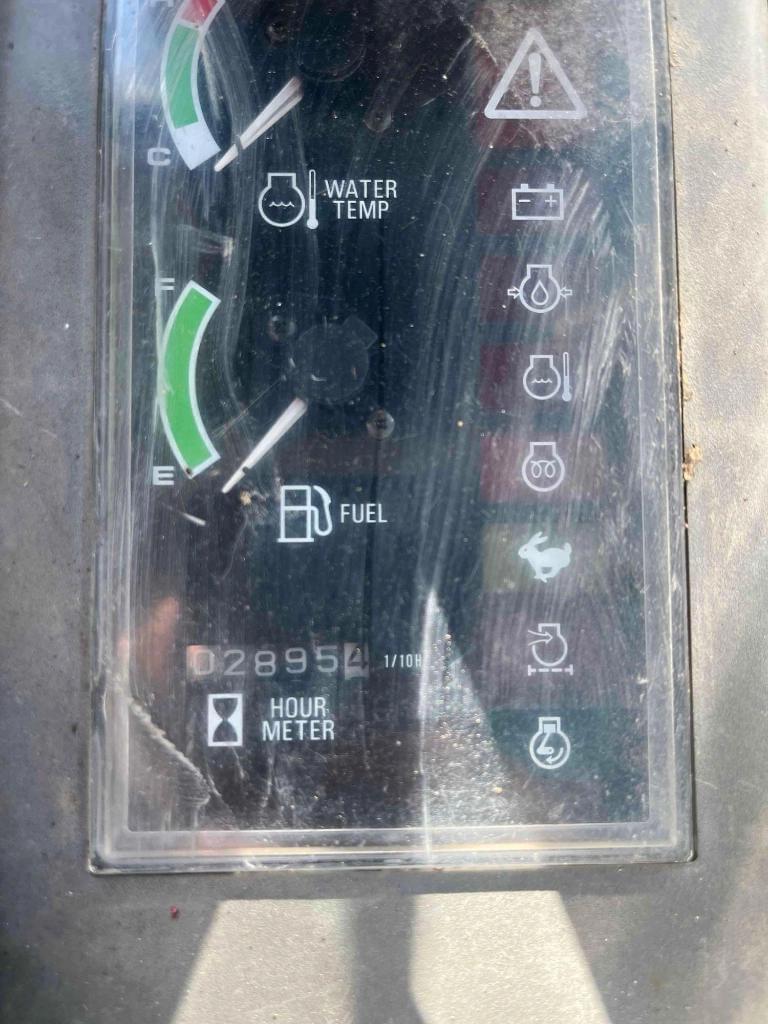 C
WATER
TEMP
F
E
FUEL
028954 1/10H
HOUR
METER